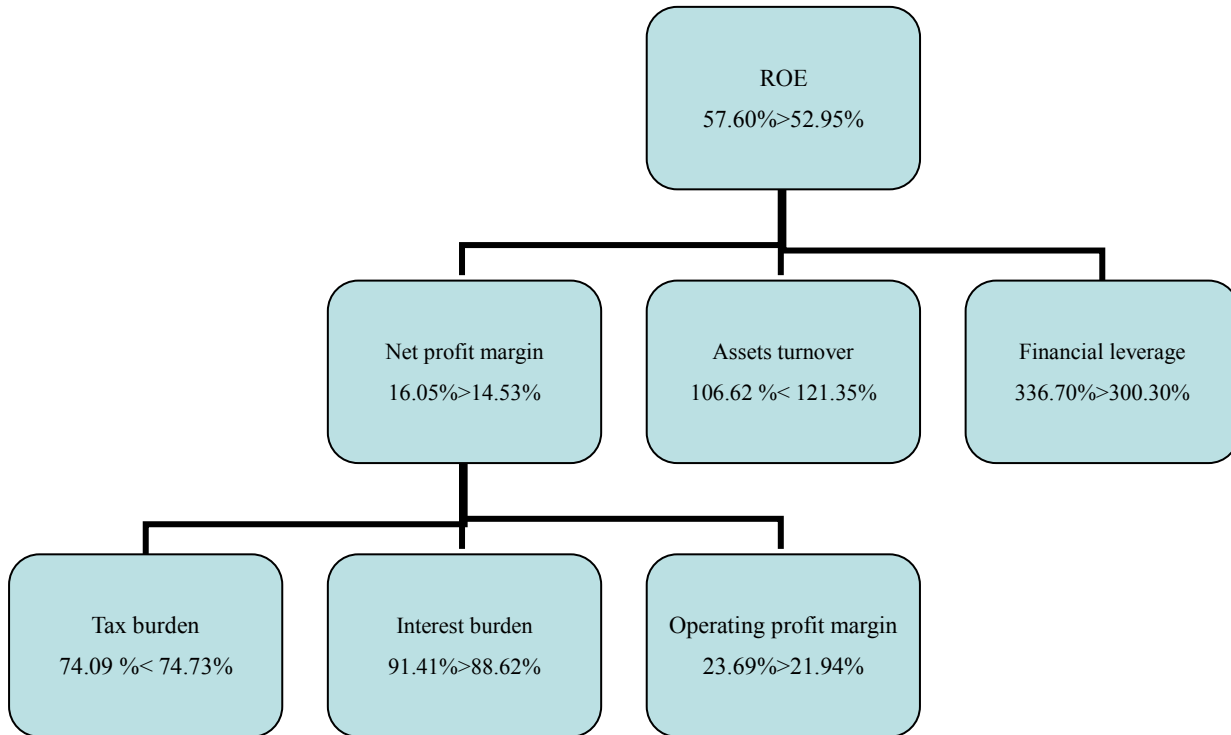 ROE
57.60%>52.95%
Net profit margin
16.05%>14.53%
Assets turnover
106.62 %< 121.35%
Financial leverage
336.70%>300.30%
Tax burden
74.09 %< 74.73%
Interest burden
91.41%>88.62%
Operating profit margin
23.69%>21.94%